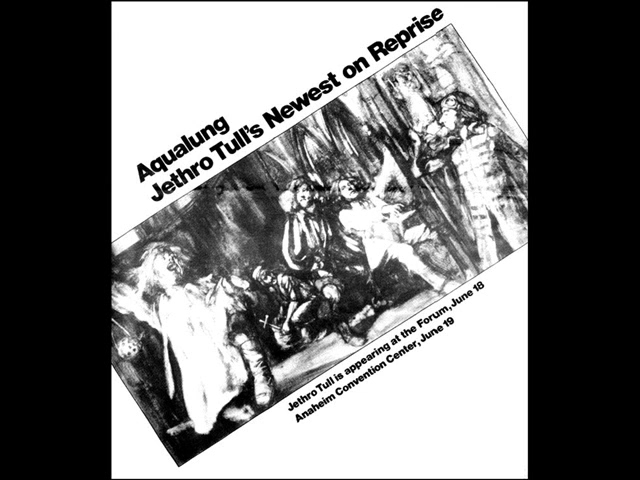 Aqualung
Jethro Tull's Newest on Reprise
Jethro Tull is appearing at the Forum, June 18
Anaheim Convention Center, June 19